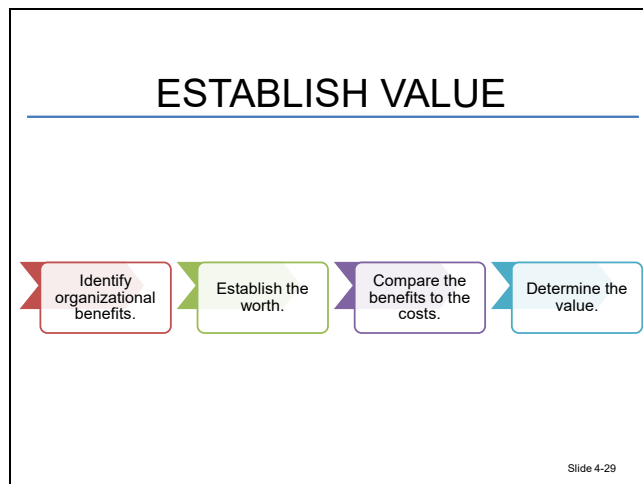 ESTABLISH VALUE
Identify
organizational
benefits.
Establish the
worth.
Compare the
benefits to the
costs.
Determine the
value.
Slide 4-29